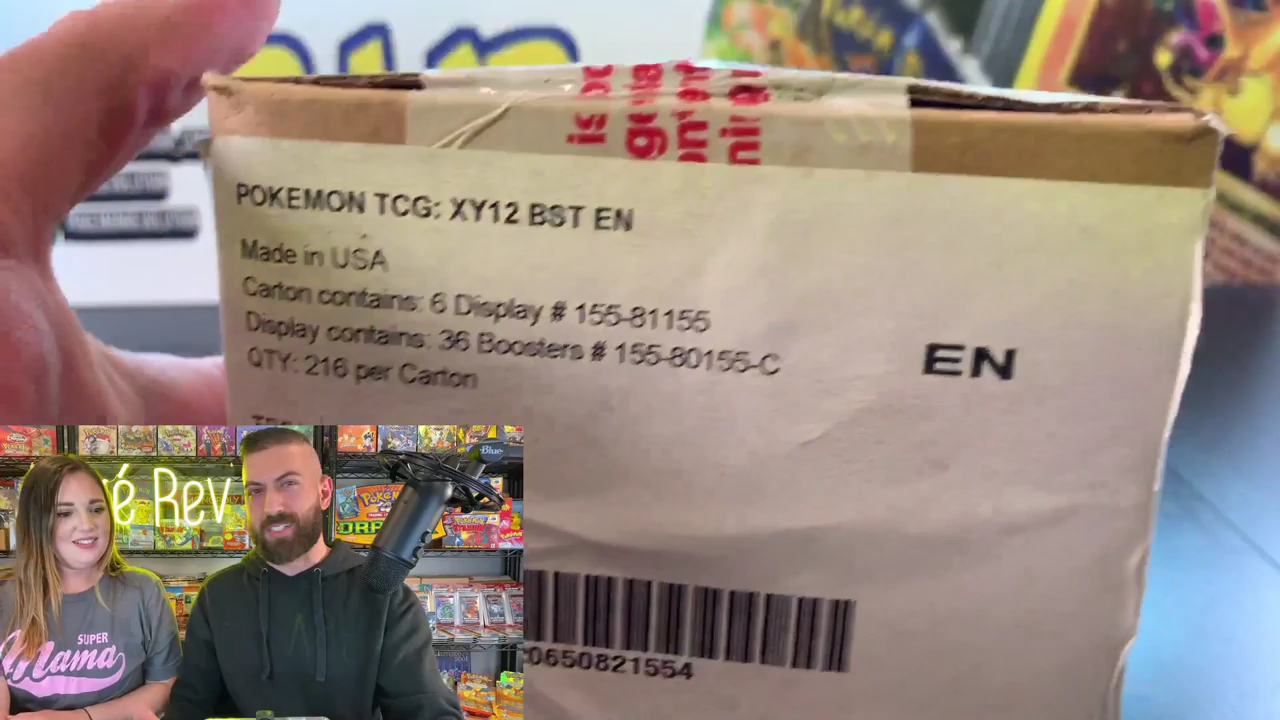 POKEMON TCG: XY12 BST EN
Made in USA
Carton contains: 6 Display # 155-81155
Display contains: 36 Boosters # 155-80155-C
QTY: 216 per Carton
EN
0650821554
é Rev
Blue
SUPER
Mama